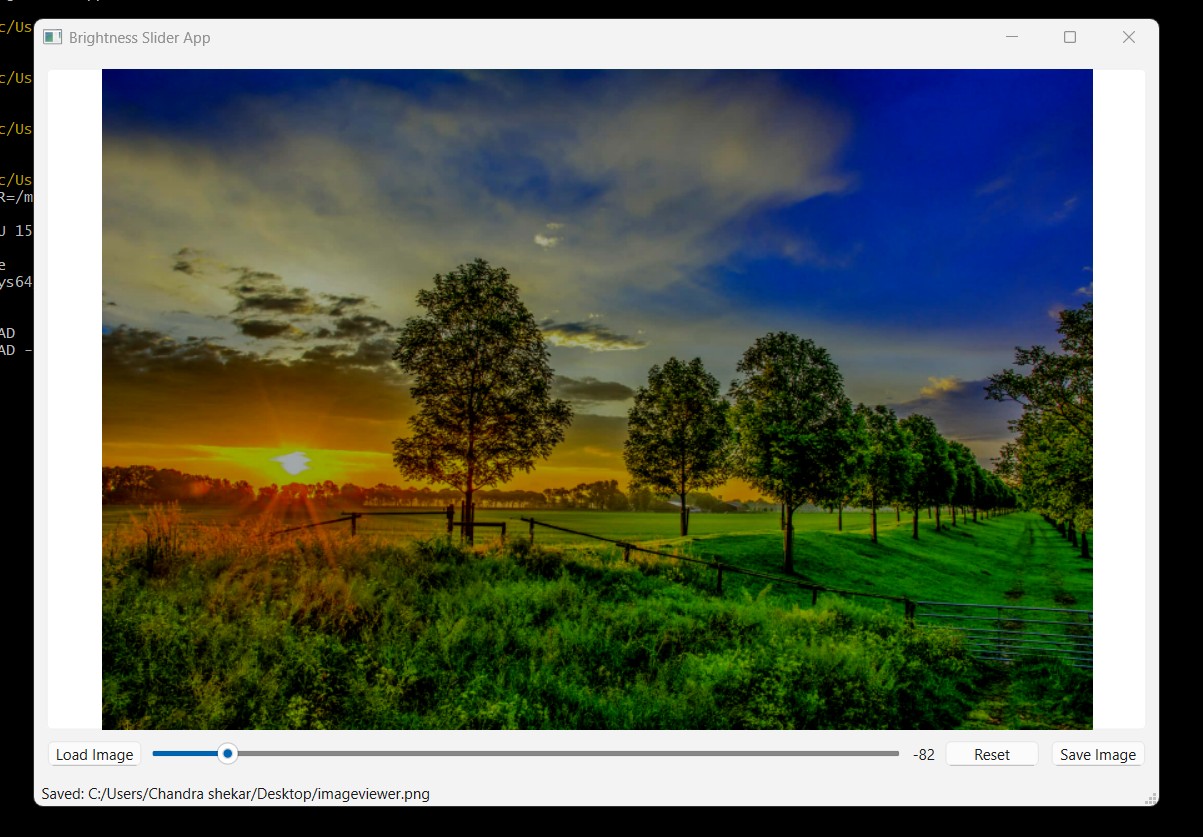 c/Us
Brightness Slider App
c/Us
c/Us
c/Us
R=/m
J 15
e
ys64
AD
AD -
Load Image
-82
Reset
Save Image
Saved: C:/Users/Chandra shekar/Desktop/imageviewer.png